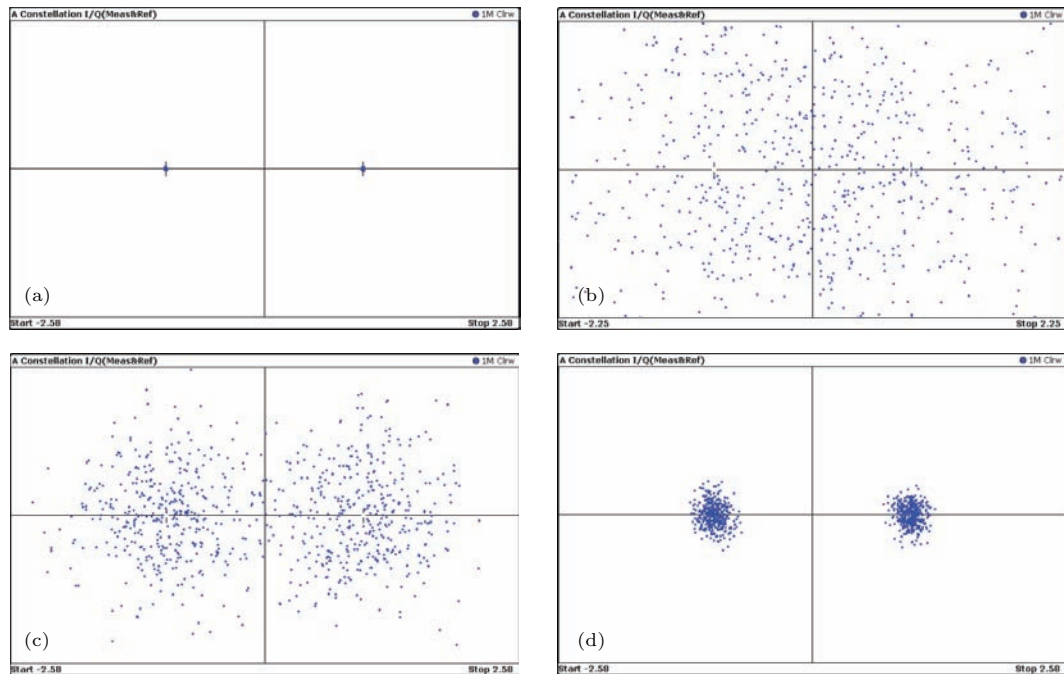 A Constellation I/Q(Meas&Ref) 1M Clrw
(a)
Start -2.58 Stop 2.58
A Constellation I/Q(Meas&Ref) 1M Clrw
(b)
Start -2.25 Stop 2.25
A Constellation I/Q(Meas&Ref) 1M Clrw
(c)
Start -2.58 Stop 2.58
A Constellation I/Q(Meas&Ref) 1M Clrw
(d)
Start -2.58 Stop 2.58